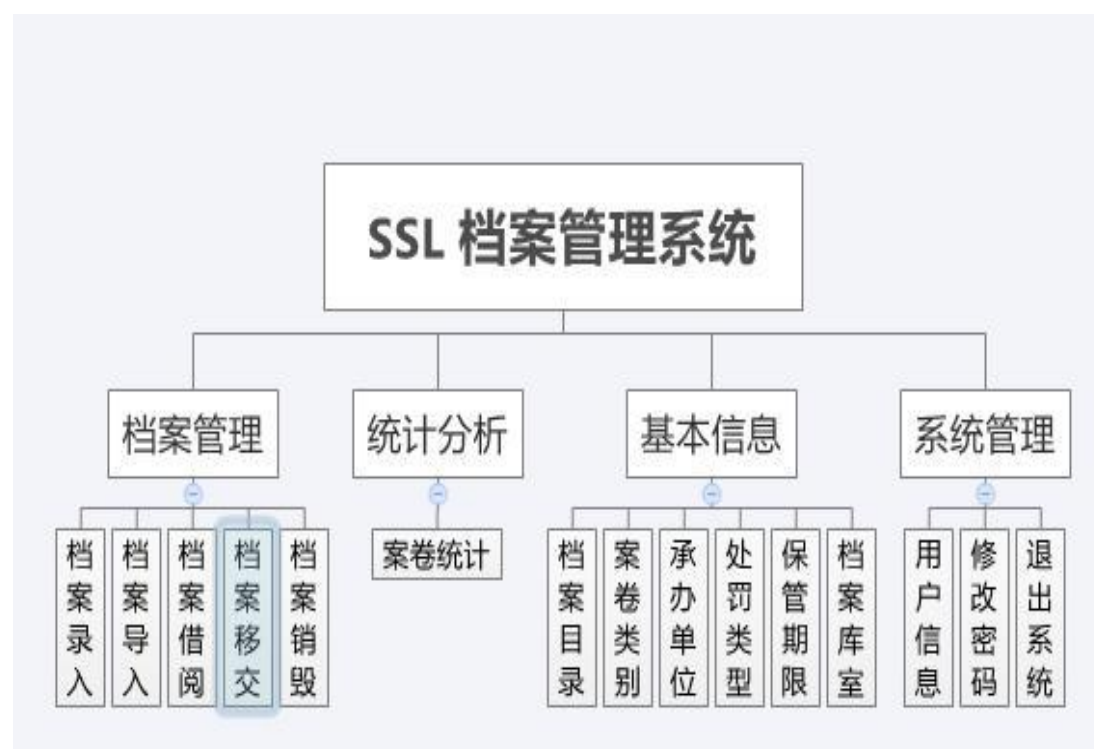 SSL 档案管理系统
档案管理
统计分析
基本信息
系统管理
档案录入
档案导入
档案借阅
档案移交
档案销毁
案卷统计
档案目录
案卷类别
承办单位
处罚类型
保管期限
档案库室
用户信息
修改密码
退出系统